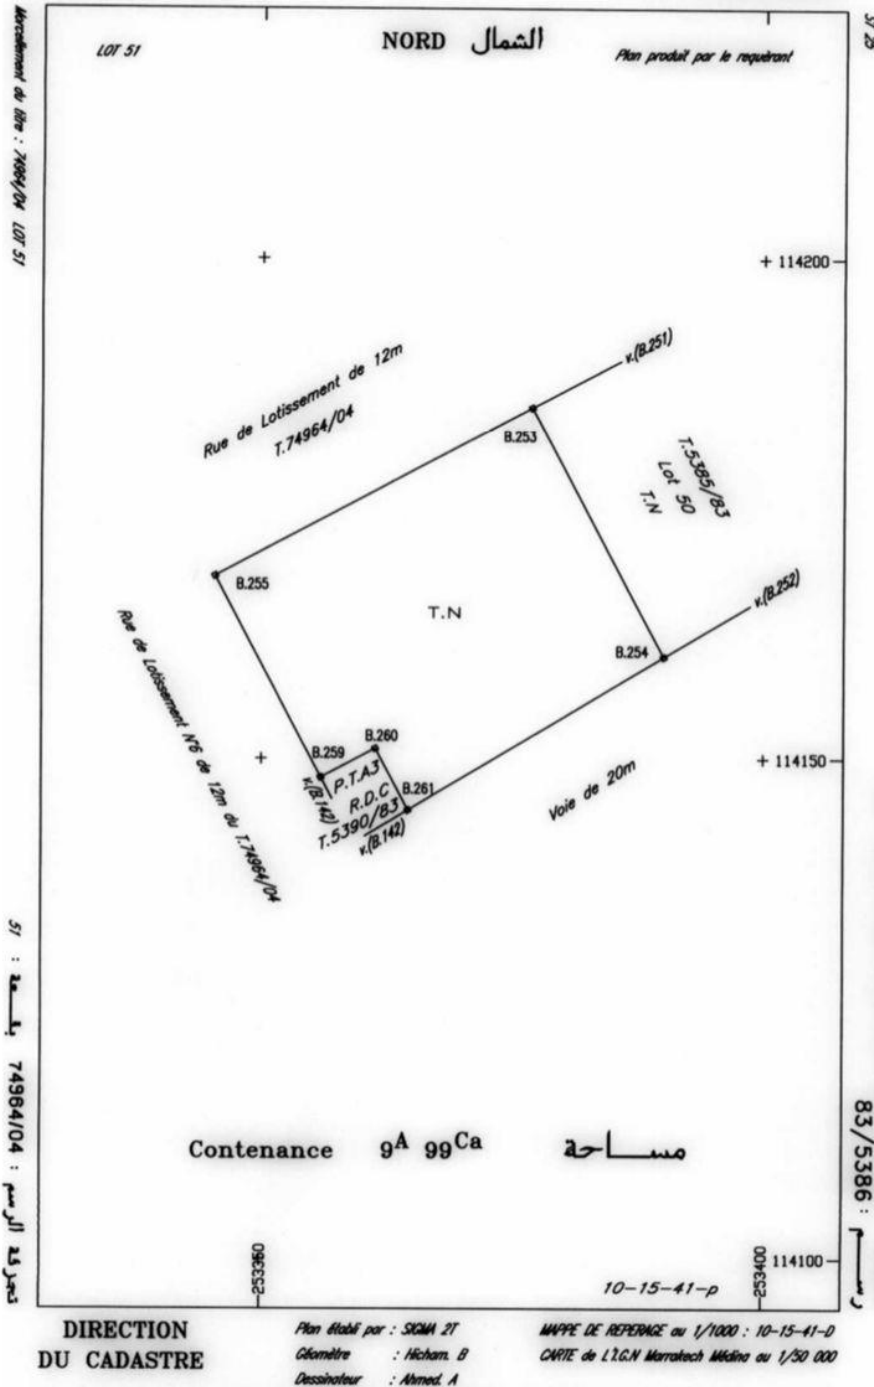 LOT 51
NORD الشمال
Plan produit par le requérant
Morcellement du titre : 74964/04 LOT 51
114200
Rue de Lotissement de 12m
T.74964/04
v.(B.251)
B.253
T.5385/83
Lot 50
T.N
B.255
T.N
v.(B.252)
B.254
Rue de Lotissement N°6 de 12m du T.74964/04
B.260
B.259
114150
v.(B.142)
P.T.A3
R.D.C
T.5390/83
B.261
v.(B.142)
Voie de 20m
Contenance 9A 99Ca مساحة
رسم : 83/5386
تجزئة الرسم : 74964/04 بقعة : 51
253350
253400
114100
10-15-41-p
DIRECTION
DU CADASTRE
Plan établi par : SIGMA 2T
Géomètre : Hicham. B
Dessinateur : Ahmed. A
MAPPE DE REPERAGE au 1/1000 : 10-15-41-D
CARTE de L'I.G.N Marrakech Médina au 1/50 000